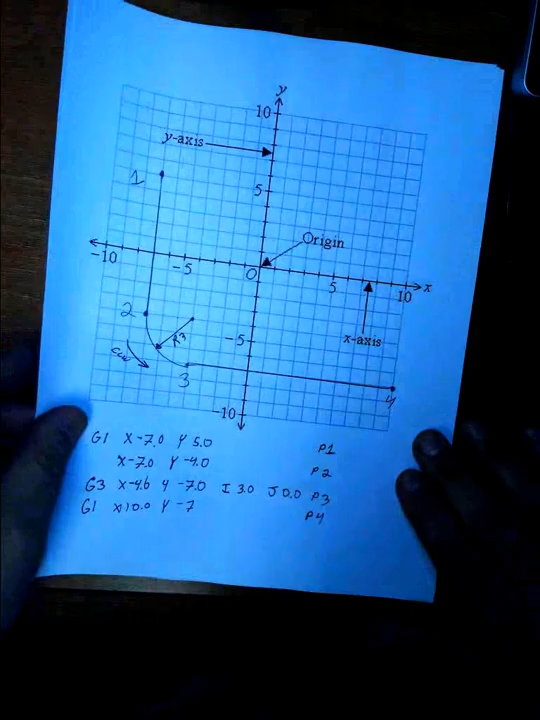 y
10
y-axis
1
5
Origin
-10
-5
O
5
10
x
2
R3
-5
x-axis
CCW
3
4
-10
G1 X-7.0 Y 5.0 P1
X-7.0 Y-4.0 P2
G3 X-4.0 Y-7.0 I 3.0 J 0.0 P3
G1 X10.0 Y-7 P4